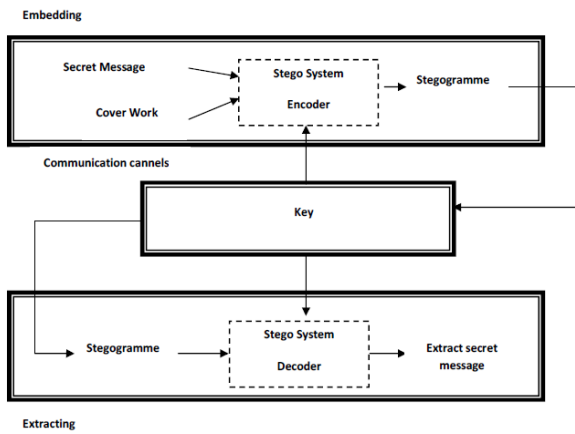 Embedding
Secret Message
Cover Work
Stego System
Encoder
Stegogramme
Communication cannels
Key
Stegogramme
Stego System
Decoder
Extract secret
message
Extracting